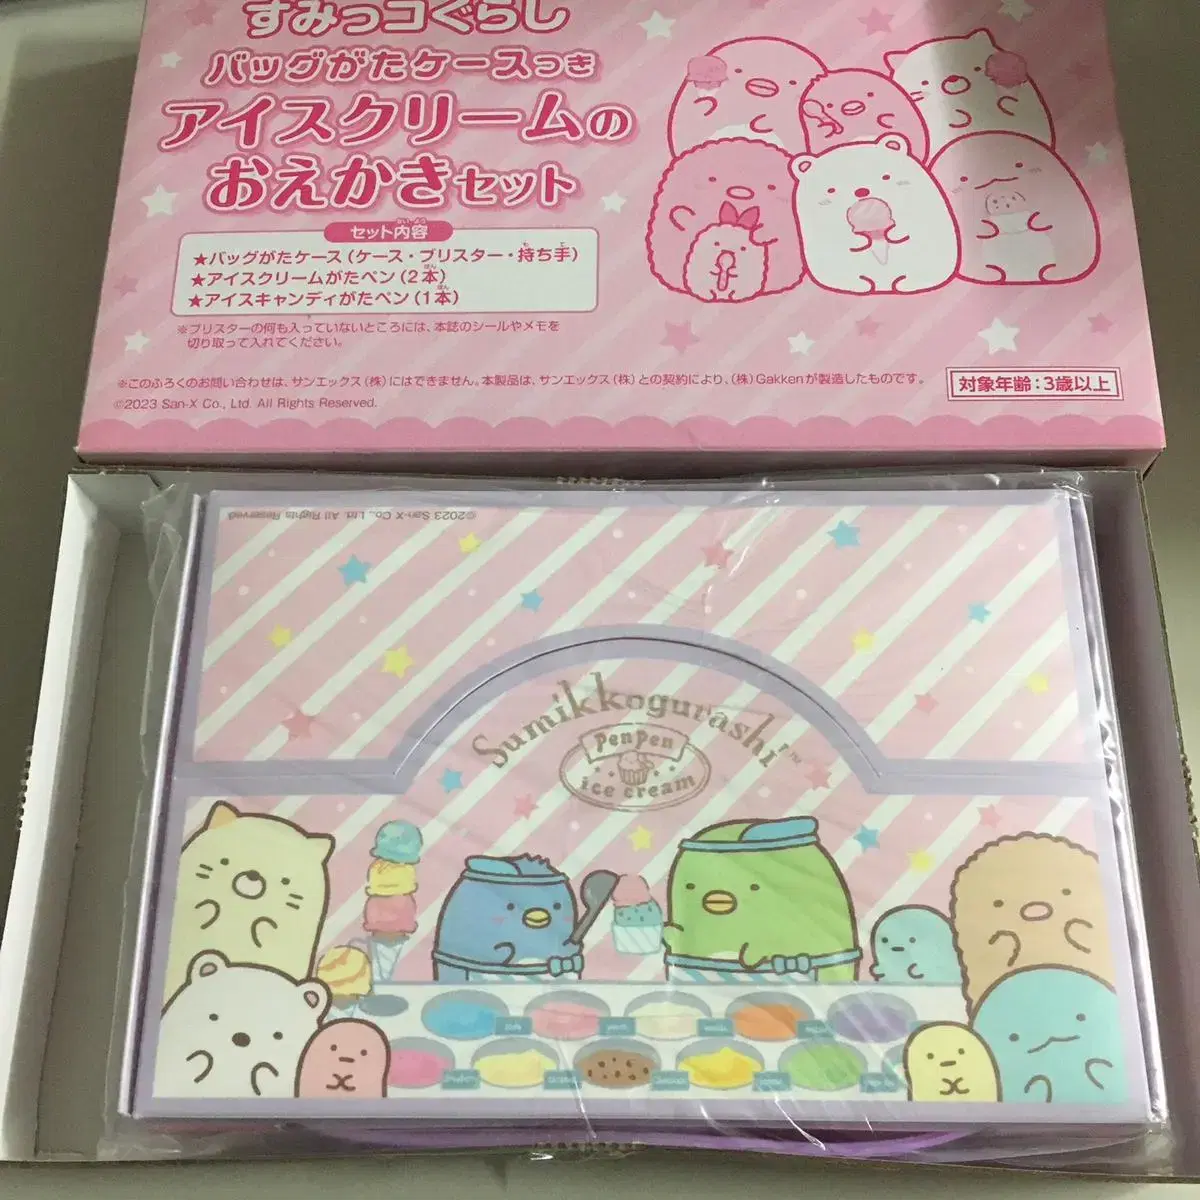 すみっコぐらし
バッグがたケースつき
アイスクリームの
おえかきセット
セット内容
★バッグがたケース(ケース・ブリスター・持ち手)
★アイスクリームがたペン(2本)
★アイスキャンディがたペン(1本)
※ブリスターの何も入っていないところには、本誌のシールやメモを
切り取って入れてください。
※このふろくのお問い合わせは、サンエックス(株)にはできません。本製品は、サンエックス(株)との契約により、(株)Gakkenが製造したものです。
©2023 San-X Co., Ltd. All Rights Reserved.
対象年齢:3歳以上
©2023 San-X Co., Ltd. All Rights Reserved.
Sumikkogurashi™
PenPen
ice cream